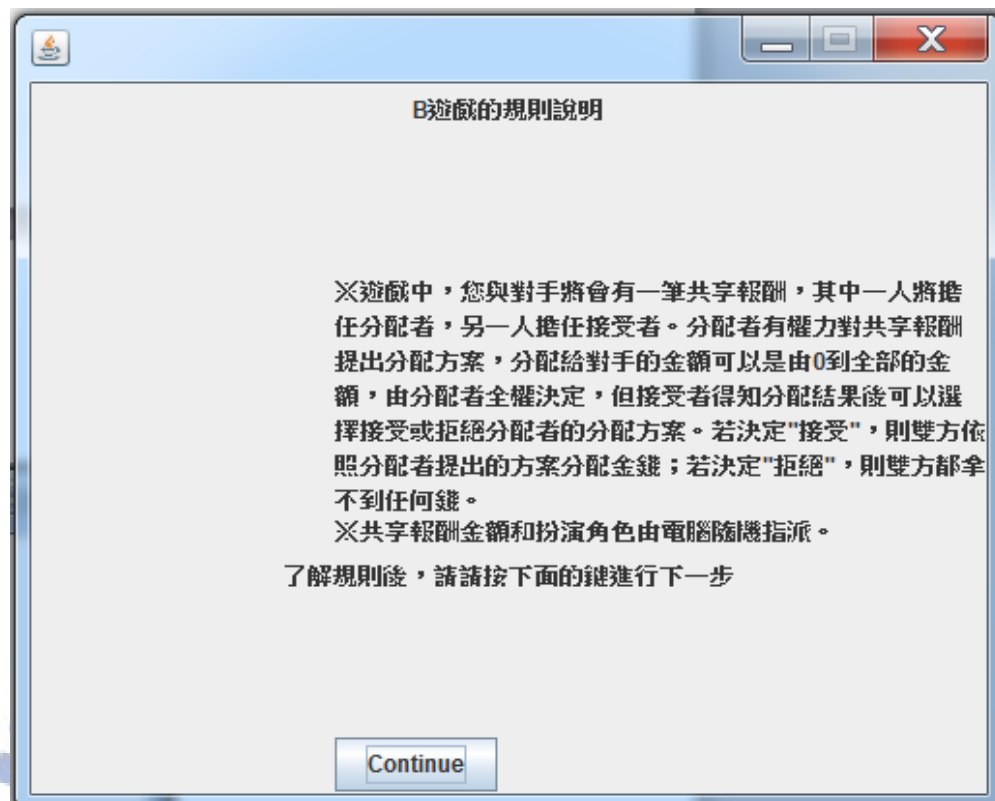 B遊戲的規則說明
※遊戲中，您與對手將會有一筆共享報酬，其中一人將擔
任分配者，另一人擔任接受者。分配者有權力對共享報酬
提出分配方案，分配給對手的金額可以是由0到全部的金
額，由分配者全權決定，但接受者得知分配結果後可以選
擇接受或拒絕分配者的分配方案。若決定"接受"，則雙方依
照分配者提出的方案分配金錢；若決定"拒絕"，則雙方都拿
不到任何錢。
※共享報酬金額和扮演角色由電腦隨機指派。
了解規則後，請請按下面的鍵進行下一步
Continue